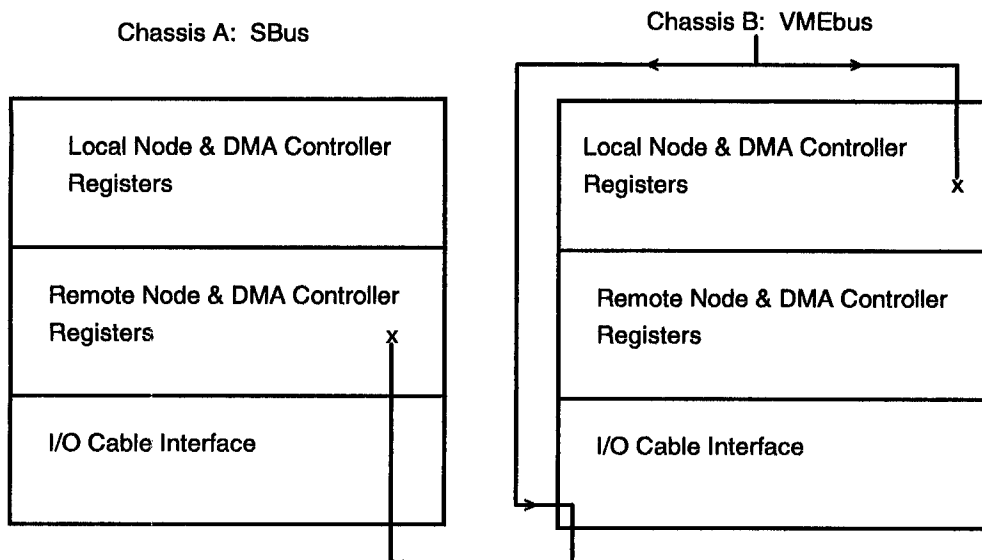 Chassis A: SBus
Local Node & DMA Controller
Registers
Remote Node & DMA Controller
Registers
x
I/O Cable Interface
Chassis B: VMEbus
Local Node & DMA Controller
Registers
x
Remote Node & DMA Controller
Registers
I/O Cable Interface